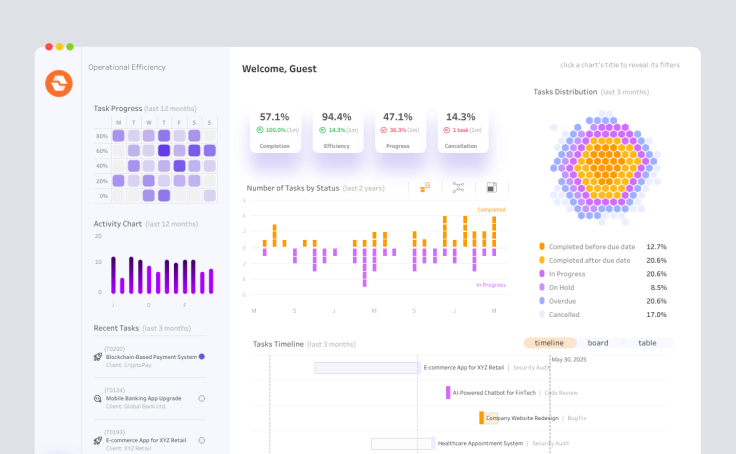 Operational Efficiency
Welcome, Guest
click a chart's title to reveal its filters
Task Progress (last 12 months)
M T W T F S S
80%
60%
40%
20%
0%
Activity Chart (last 12 months)
20
10
0
J O F
Recent Tasks (last 3 months)
(T0200)
Blockchain-Based Payment System
Client: CryptoPay
(T0124)
Mobile Banking App Upgrade
Client: Global Bank Ltd.
(T0193)
E-commerce App for XYZ Retail
Client: XYZ Retail
57.1%
100.0% (1m)
Completion
94.4%
14.3% (1m)
Efficiency
47.1%
36.3% (1m)
Progress
14.3%
1 task (1m)
Cancellation
Number of Tasks by Status (last 2 years)
Completed
4
2
0
2
4
6
In Progress
M S J M S J M
Tasks Distribution (last 3 months)
Completed before due date 12.7%
Completed after due date 20.6%
In Progress 20.6%
On Hold 8.5%
Overdue 20.6%
Cancelled 17.0%
Tasks Timeline (last 3 months)
timeline board table
May 30, 2025
E-commerce App for XYZ Retail | Security Audit
AI-Powered Chatbot for FinTech | Code Review
Company Website Redesign | Bug Fix
Healthcare Appointment System | Security Audit